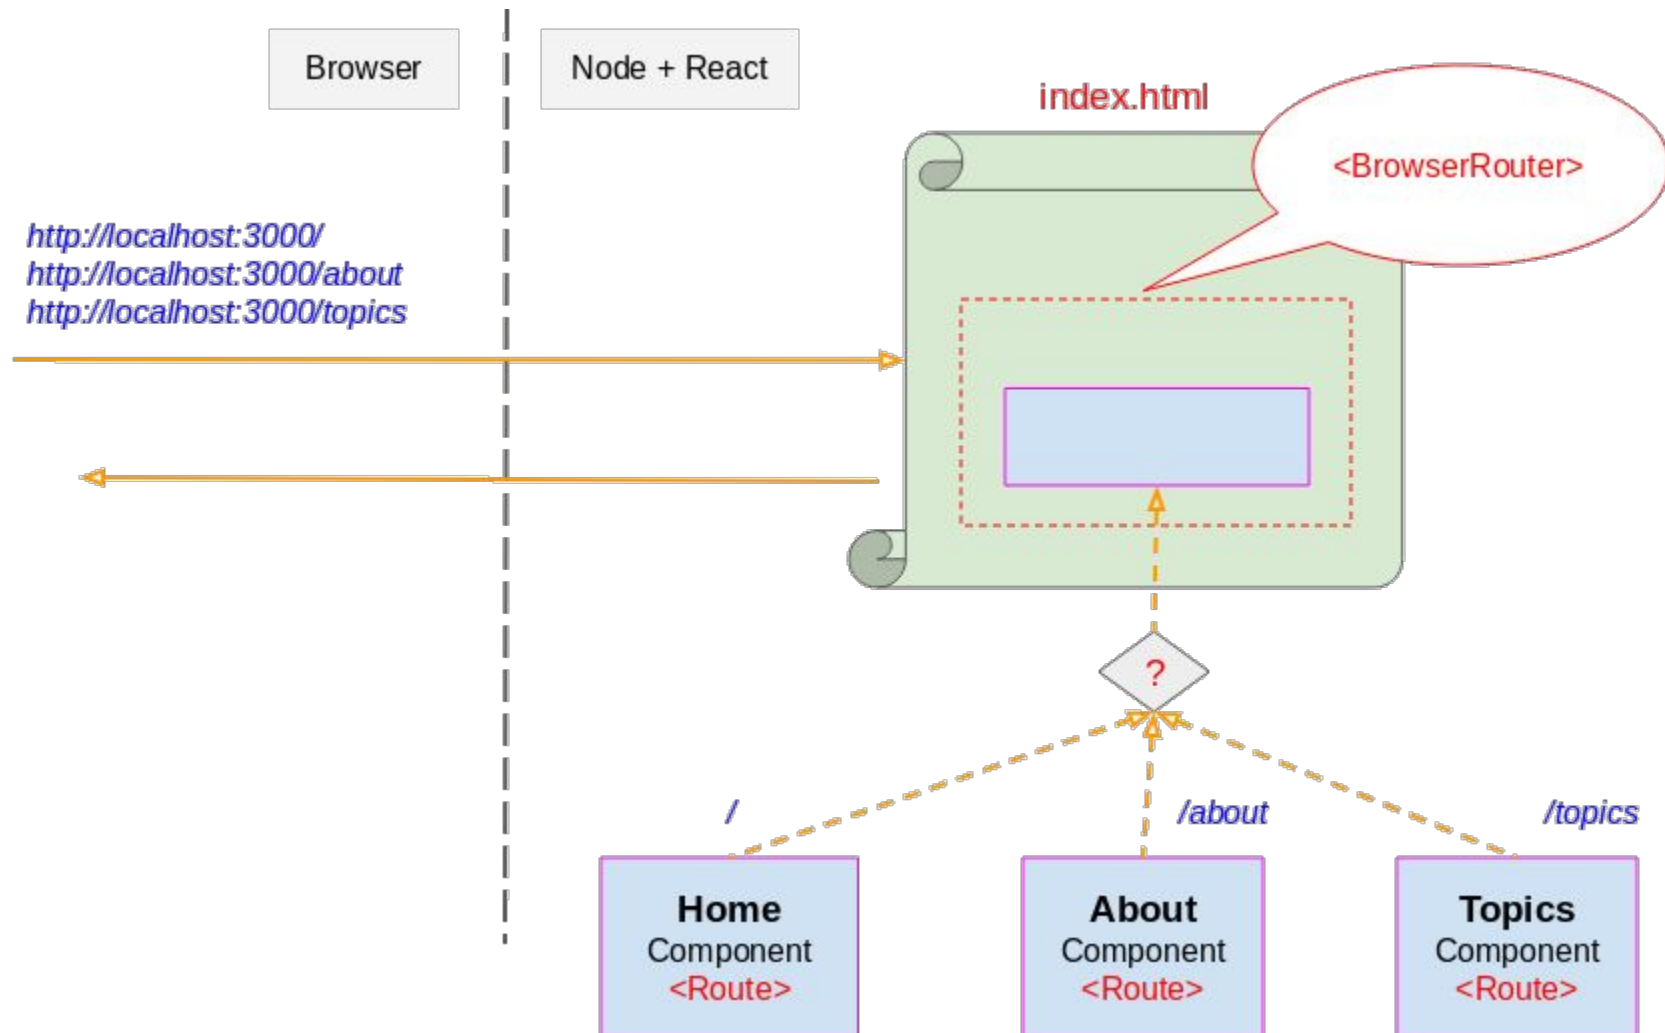 Browser
Node + React
index.html
<BrowserRouter>
http://localhost:3000/
http://localhost:3000/about
http://localhost:3000/topics
?
/
/about
/topics
Home
Component
<Route>
About
Component
<Route>
Topics
Component
<Route>